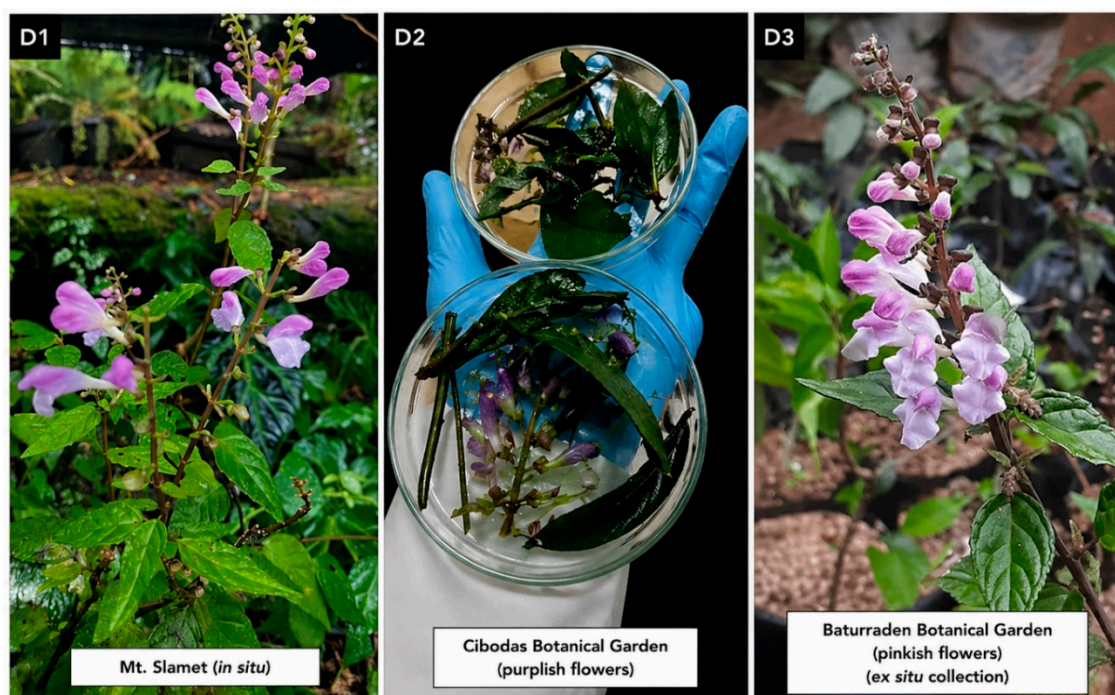 D1
Mt. Slamet (in situ)
D2
Cibodas Botanical Garden
(purplish flowers)
D3
Baturraden Botanical Garden
(pinkish flowers)
(ex situ collection)